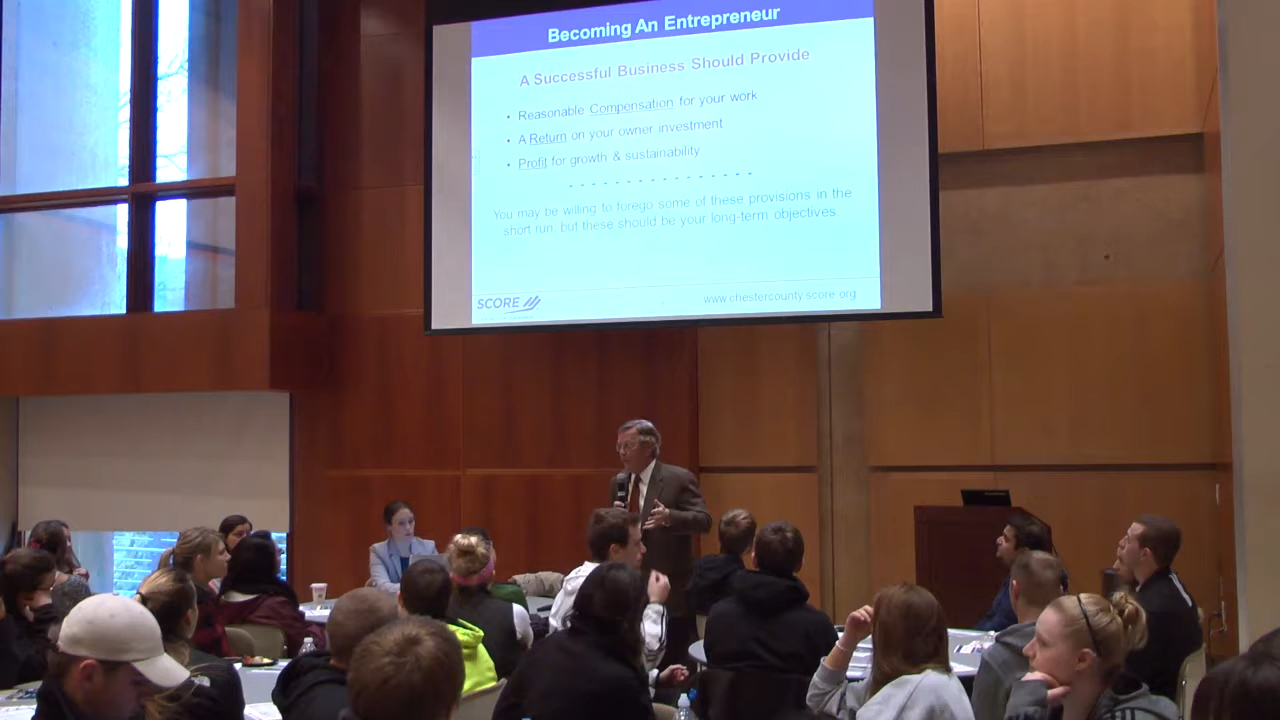 Becoming An Entrepreneur
A Successful Business Should Provide
• Reasonable Compensation for your work
• A Return on your owner investment
• Profit for growth & sustainability
- - - - - - - - - - - - - -
You may be willing to forego some of these provisions in the
short run, but these should be your long-term objectives.
SCORE
www.chestercounty.score.org